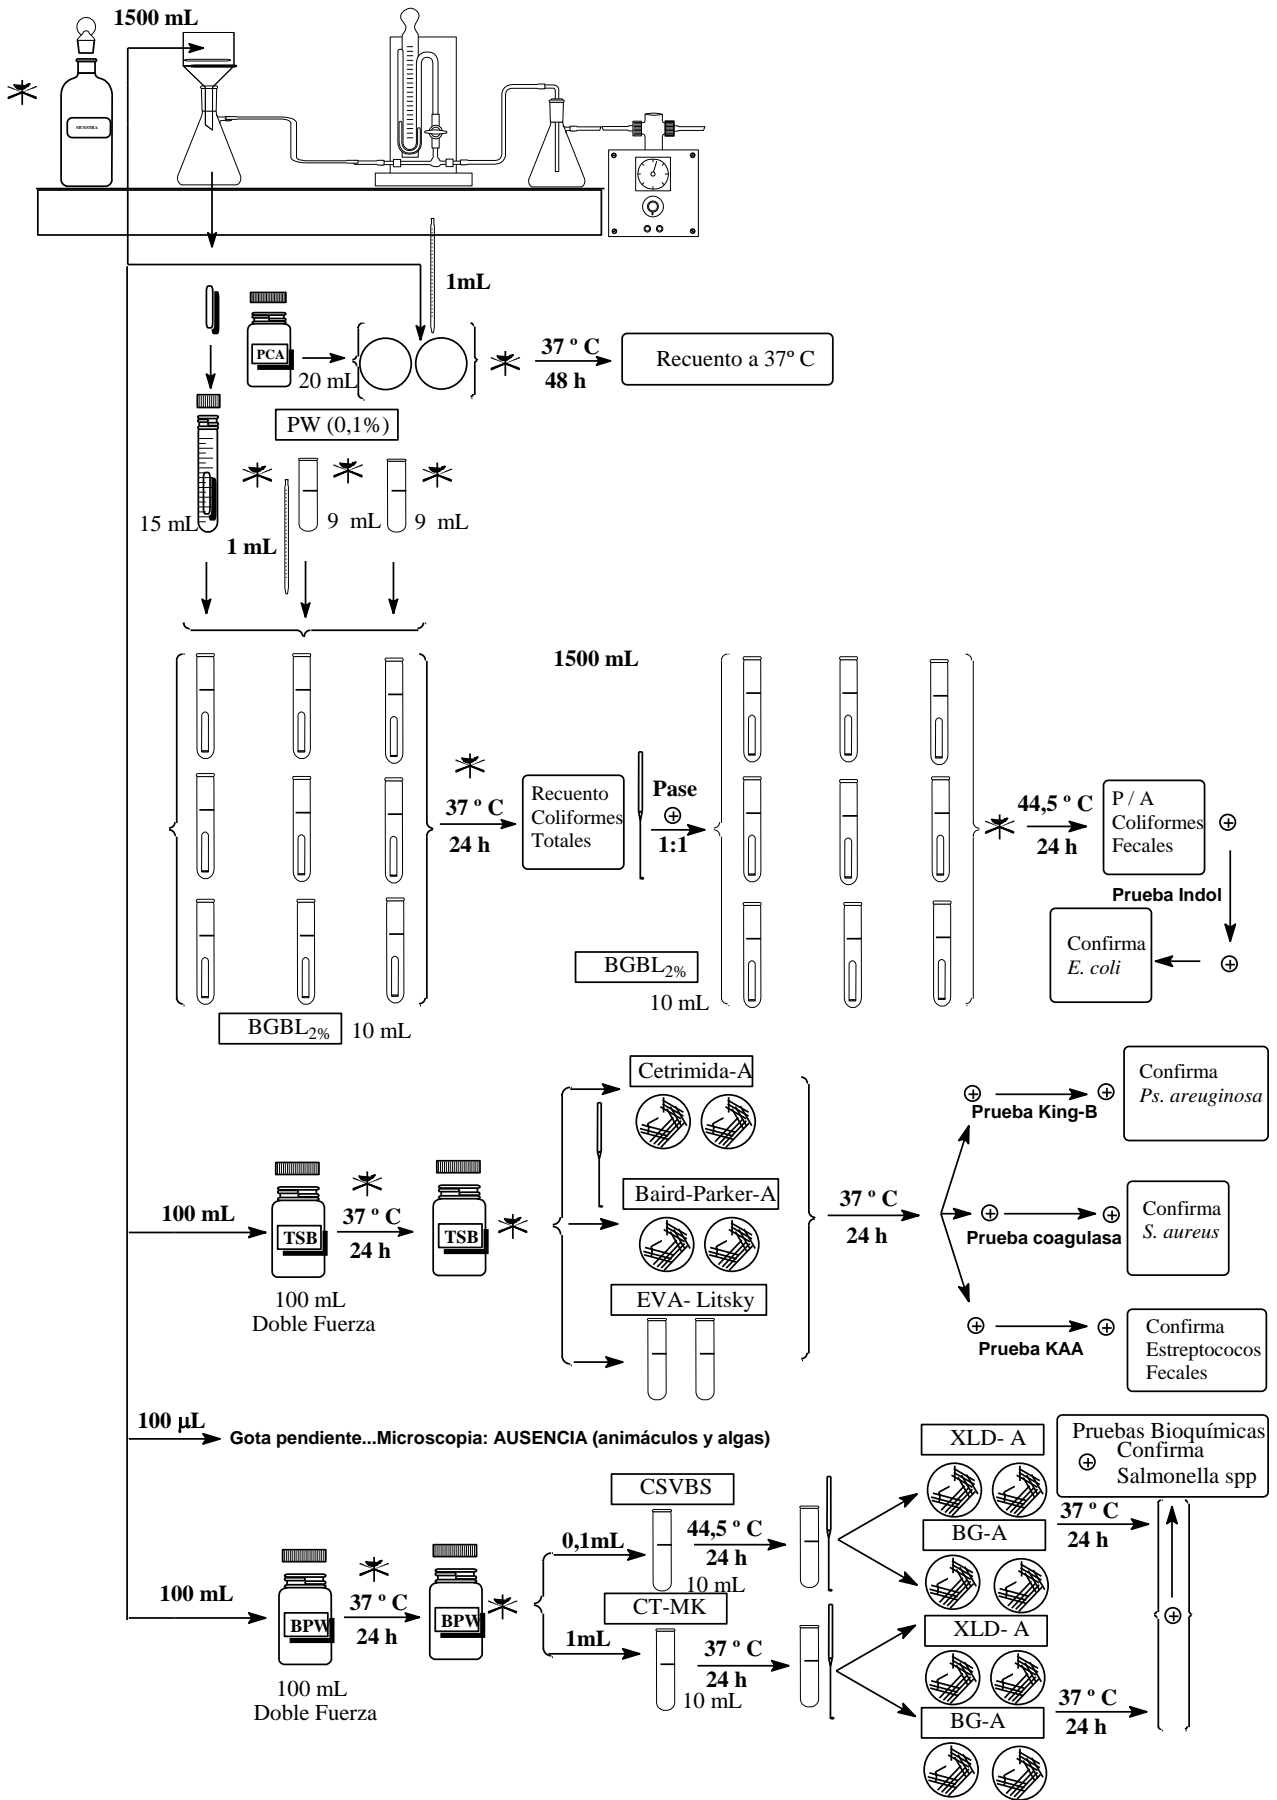 1500 mL
MUESTRA
1mL
PCA
20 mL
37 º C
48 h
Recuento a 37º C
PW (0,1%)
15 mL
1 mL
9 mL
9 mL
1500 mL
37 º C
24 h
Recuento
Coliformes
Totales
Pase
1:1
44,5 º C
24 h
P / A
Coliformes
Fecales
Prueba Indol
Confirma
E. coli
BGBL2%
10 mL
BGBL2%
10 mL
Cetrimida-A
Confirma
Ps. areuginosa
Prueba King-B
100 mL
TSB
37 º C
24 h
TSB
100 mL
Doble Fuerza
Baird-Parker-A
37 º C
24 h
Prueba coagulasa
Confirma
S. aureus
EVA- Litsky
Prueba KAA
Confirma
Estreptococos
Fecales
100 µL
Gota pendiente...Microscopia: AUSENCIA (animáculos y algas)
XLD- A
Pruebas Bioquímicas
Confirma
Salmonella spp
CSVBS
0,1mL
44,5 º C
24 h
10 mL
BG-A
37 º C
24 h
100 mL
BPW
37 º C
24 h
BPW
100 mL
Doble Fuerza
CT-MK
1mL
37 º C
24 h
10 mL
XLD- A
BG-A
37 º C
24 h